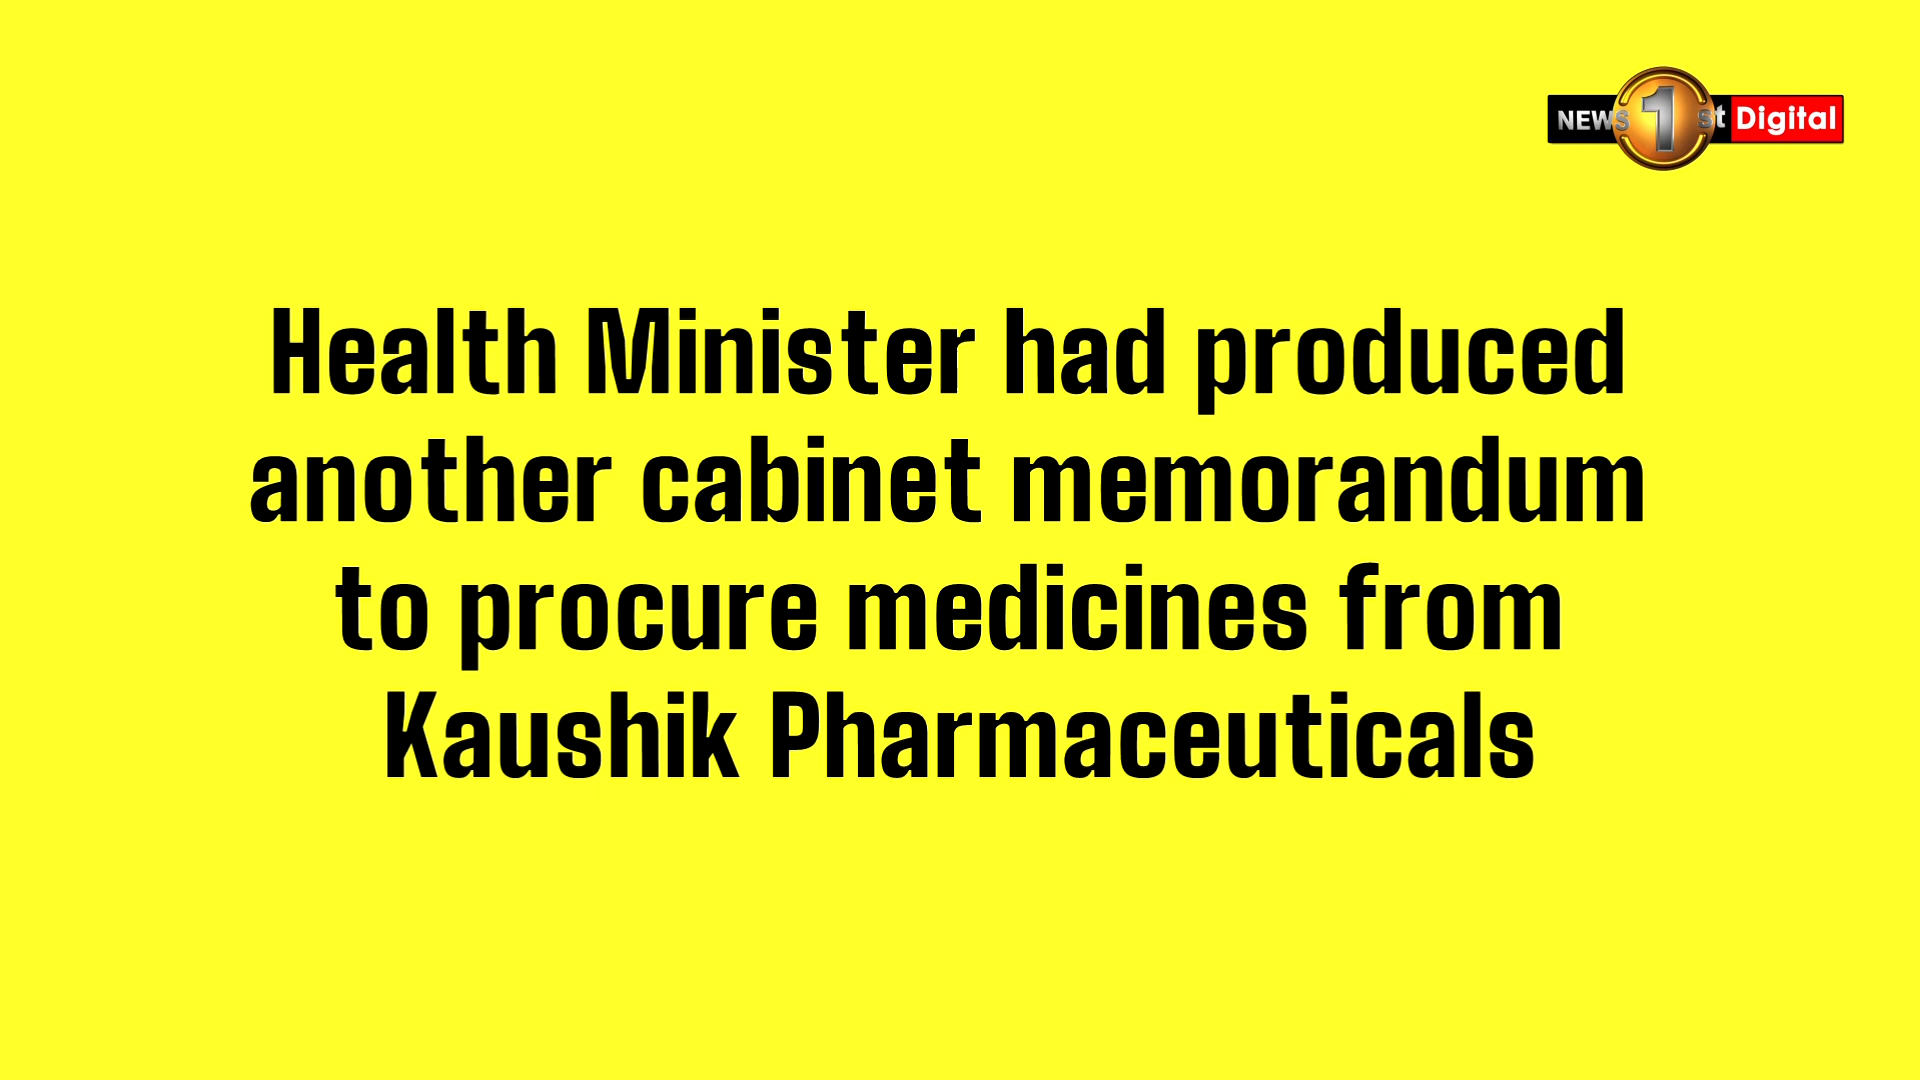 NEWS 1st Digital
Health Minister had produced
another cabinet memorandum
to procure medicines from
Kaushik Pharmaceuticals